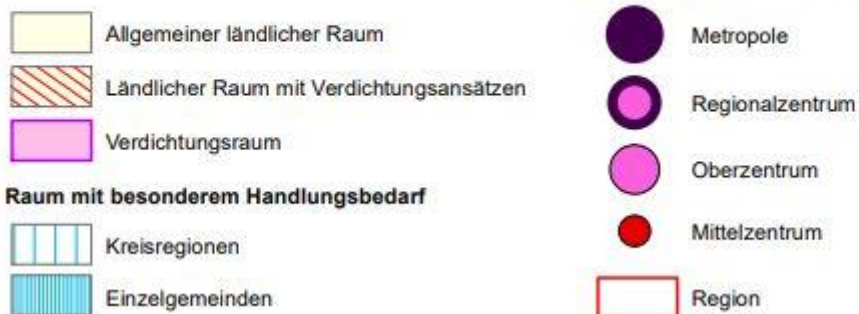 Allgemeiner ländlicher Raum
Ländlicher Raum mit Verdichtungsansätzen
Verdichtungsraum
Raum mit besonderem Handlungsbedarf
Kreisregionen
Einzelgemeinden
Metropole
Regionalzentrum
Oberzentrum
Mittelzentrum
Region